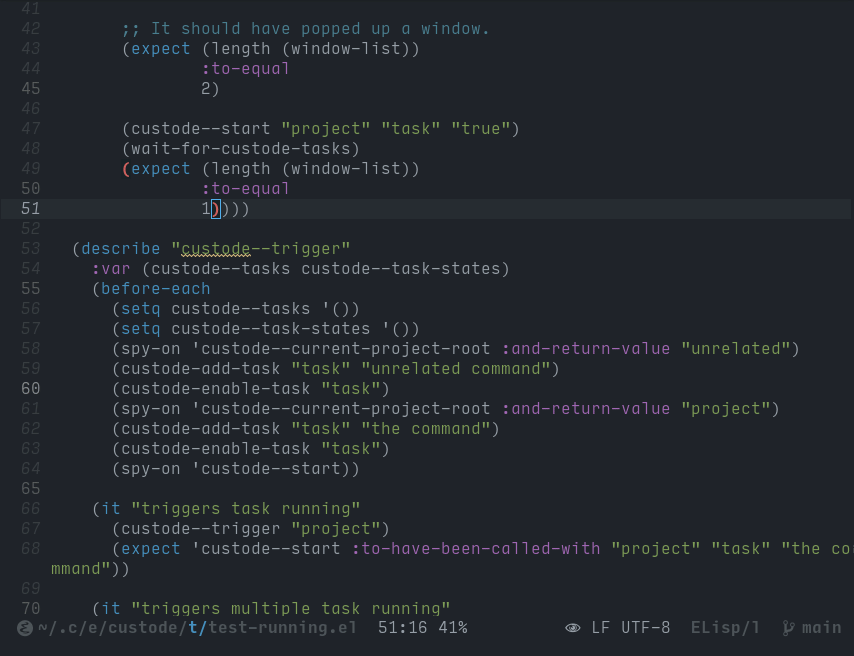 41
42 ;; It should have popped up a window.
43 (expect (length (window-list))
44 :to-equal
45 2)
46
47 (custode--start "project" "task" "true")
48 (wait-for-custode-tasks)
49 (expect (length (window-list))
50 :to-equal
51 1))))
52
53 (describe "custode--trigger"
54 :var (custode--tasks custode--task-states)
55 (before-each
56 (setq custode--tasks '())
57 (setq custode--task-states '())
58 (spy-on 'custode--current-project-root :and-return-value "unrelated")
59 (custode-add-task "task" "unrelated command")
60 (custode-enable-task "task")
61 (spy-on 'custode--current-project-root :and-return-value "project")
62 (custode-add-task "task" "the command")
63 (custode-enable-task "task")
64 (spy-on 'custode--start))
65
66 (it "triggers task running"
67 (custode--trigger "project")
68 (expect 'custode--start :to-have-been-called-with "project" "task" "the co
mmand"))
69
70 (it "triggers multiple task running"
~/.c/e/custode/t/test-running.el 51:16 41% LF UTF-8 ELisp/l main